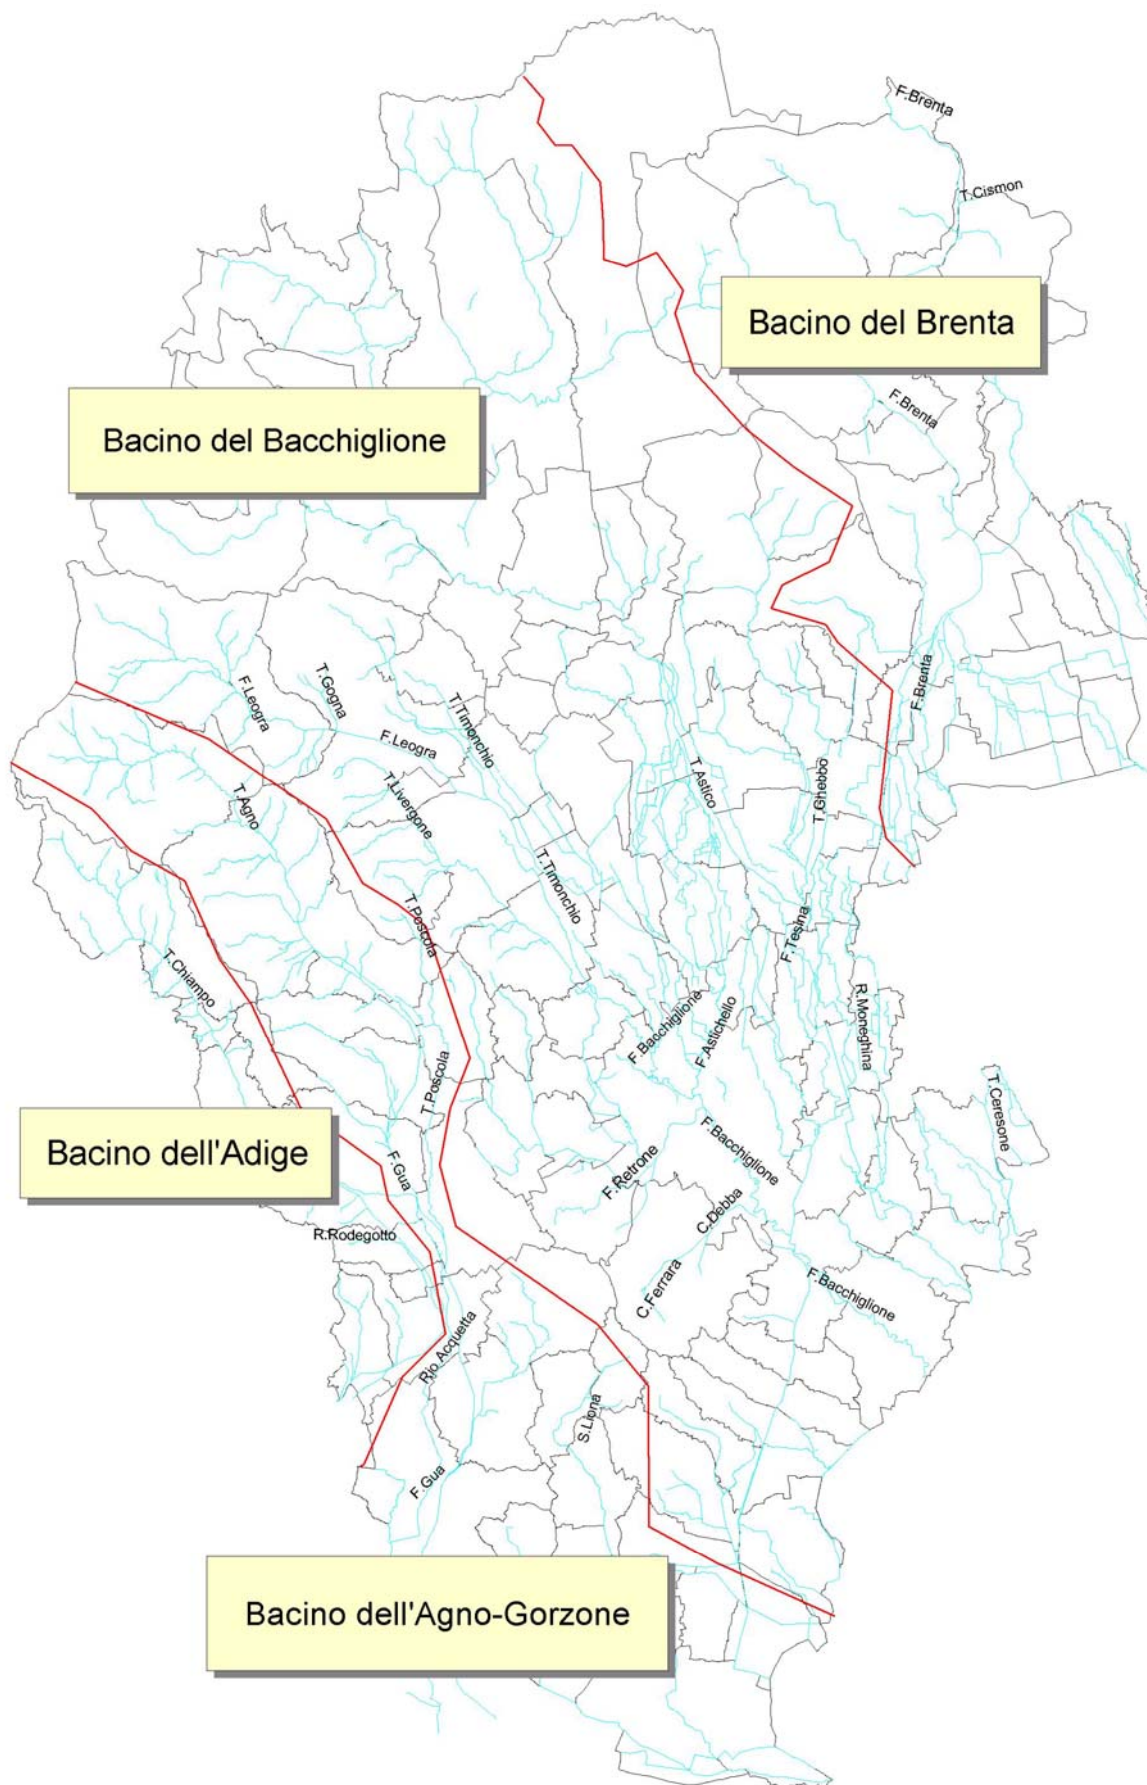 F.Brenta
T.Cismon
Bacino del Brenta
F.Brenta
Bacino del Bacchiglione
F.Leogra
T.Gogna
T.Timonchio
F.Leogra
F.Brenta
T.Agno
T.Livergone
T.Astico
T.Ghebbo
T.Timonchio
T.Poscola
F.Tesina
T.Chiampo
F.Bacchiglione
F.Astichello
R.Moneghina
T.Poscola
T.Ceresone
Bacino dell'Adige
F.Gua
F.Retrone
F.Bacchiglione
C.Debba
R.Rodegotto
C.Ferrara
F.Bacchiglione
Rio Acquetta
S.Liona
F.Gua
Bacino dell'Agno-Gorzone